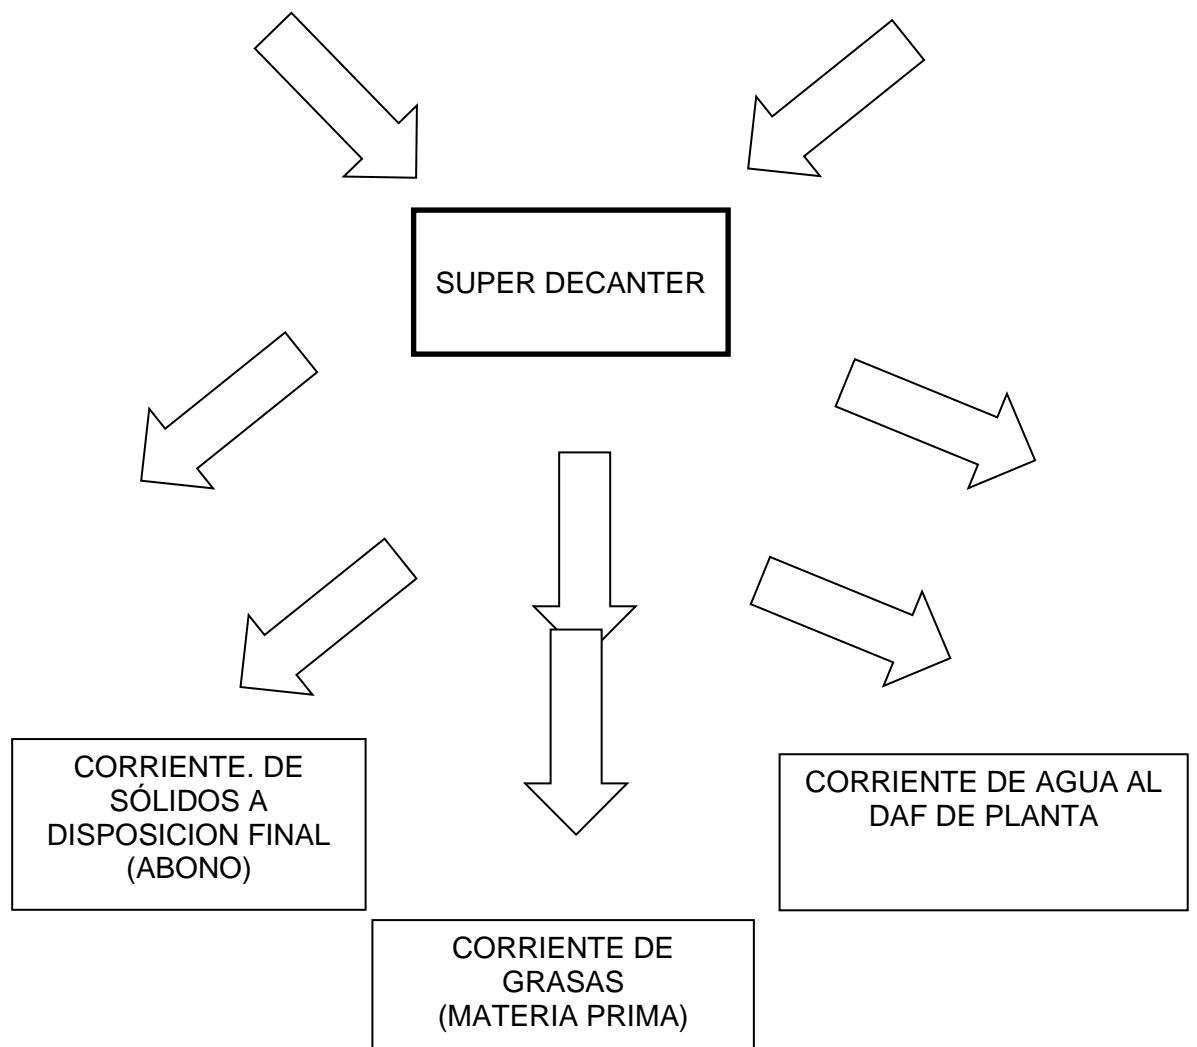 SUPER DECANTER
CORRIENTE. DE
SÓLIDOS A
DISPOSICION FINAL
(ABONO)
CORRIENTE DE AGUA AL
DAF DE PLANTA
CORRIENTE DE
GRASAS
(MATERIA PRIMA)